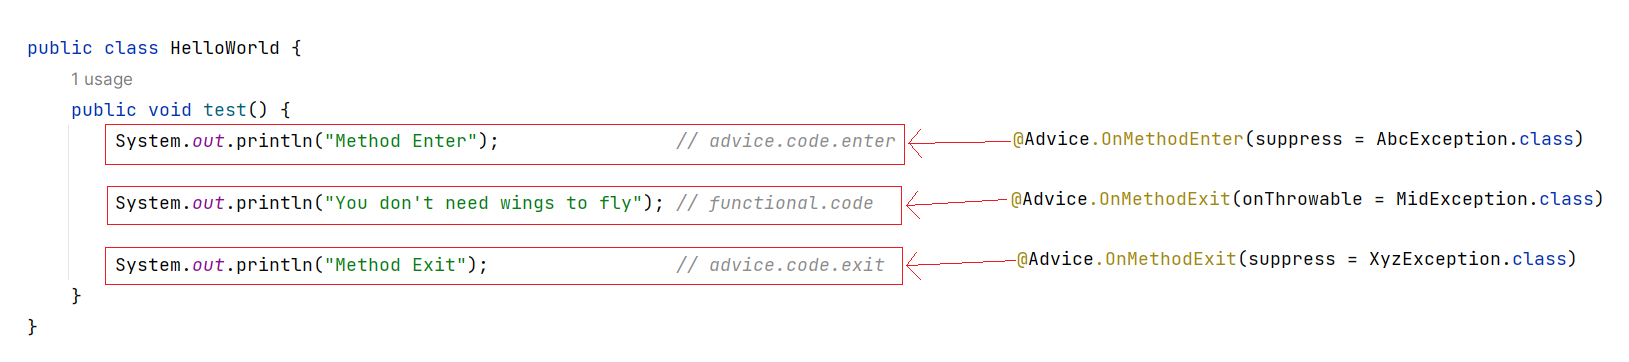 public class HelloWorld {
1 usage
public void test() {
System.out.println("Method Enter"); // advice.code.enter @Advice.OnMethodEnter(suppress = AbcException.class)
System.out.println("You don't need wings to fly"); // functional.code @Advice.OnMethodExit(onThrowable = MidException.class)
System.out.println("Method Exit"); // advice.code.exit @Advice.OnMethodExit(suppress = XyzException.class)
}
}